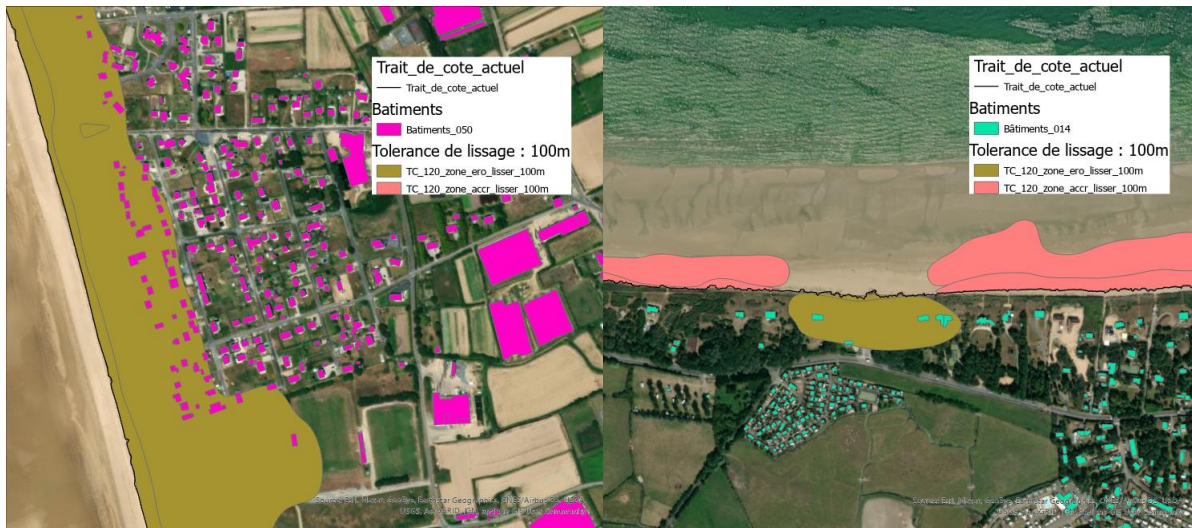 Trait_de_cote_actuel
Trait_de_cote_actuel
Batiments
Batiments_050
Tolerance de lissage : 100m
TC_120_zone_ero_lisser_100m
TC_120_zone_accr_lisser_100m
Trait_de_cote_actuel
Trait_de_cote_actuel
Batiments
Bâtiments_014
Tolerance de lissage : 100m
TC_120_zone_ero_lisser_100m
TC_120_zone_accr_lisser_100m